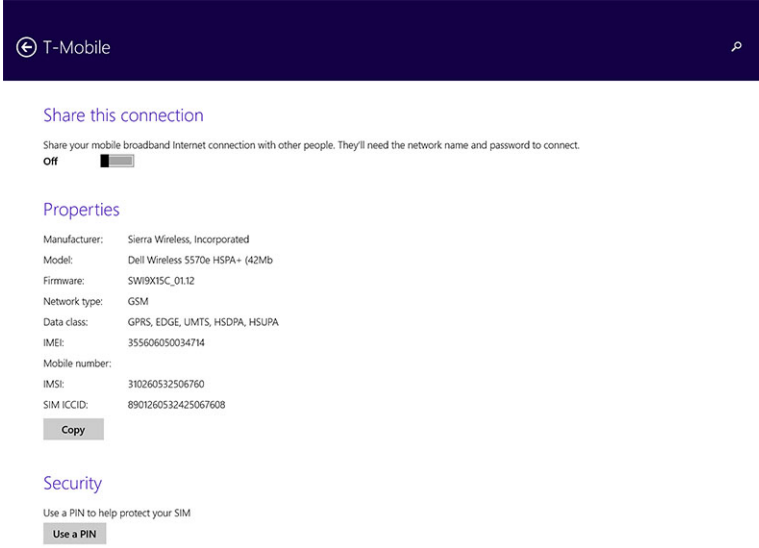 T-Mobile
Share this connection
Share your mobile broadband Internet connection with other people. They'll need the network name and password to connect.
Off
Properties
Manufacturer: Sierra Wireless, Incorporated
Model: Dell Wireless 5570e HSPA+ (42Mb
Firmware: SWI9X15C_01.12
Network type: GSM
Data class: GPRS, EDGE, UMTS, HSDPA, HSUPA
IMEI: 355606050034714
Mobile number:
IMSI: 310260532506760
SIM ICCID: 8901260532425067608
Copy
Security
Use a PIN to help protect your SIM
Use a PIN